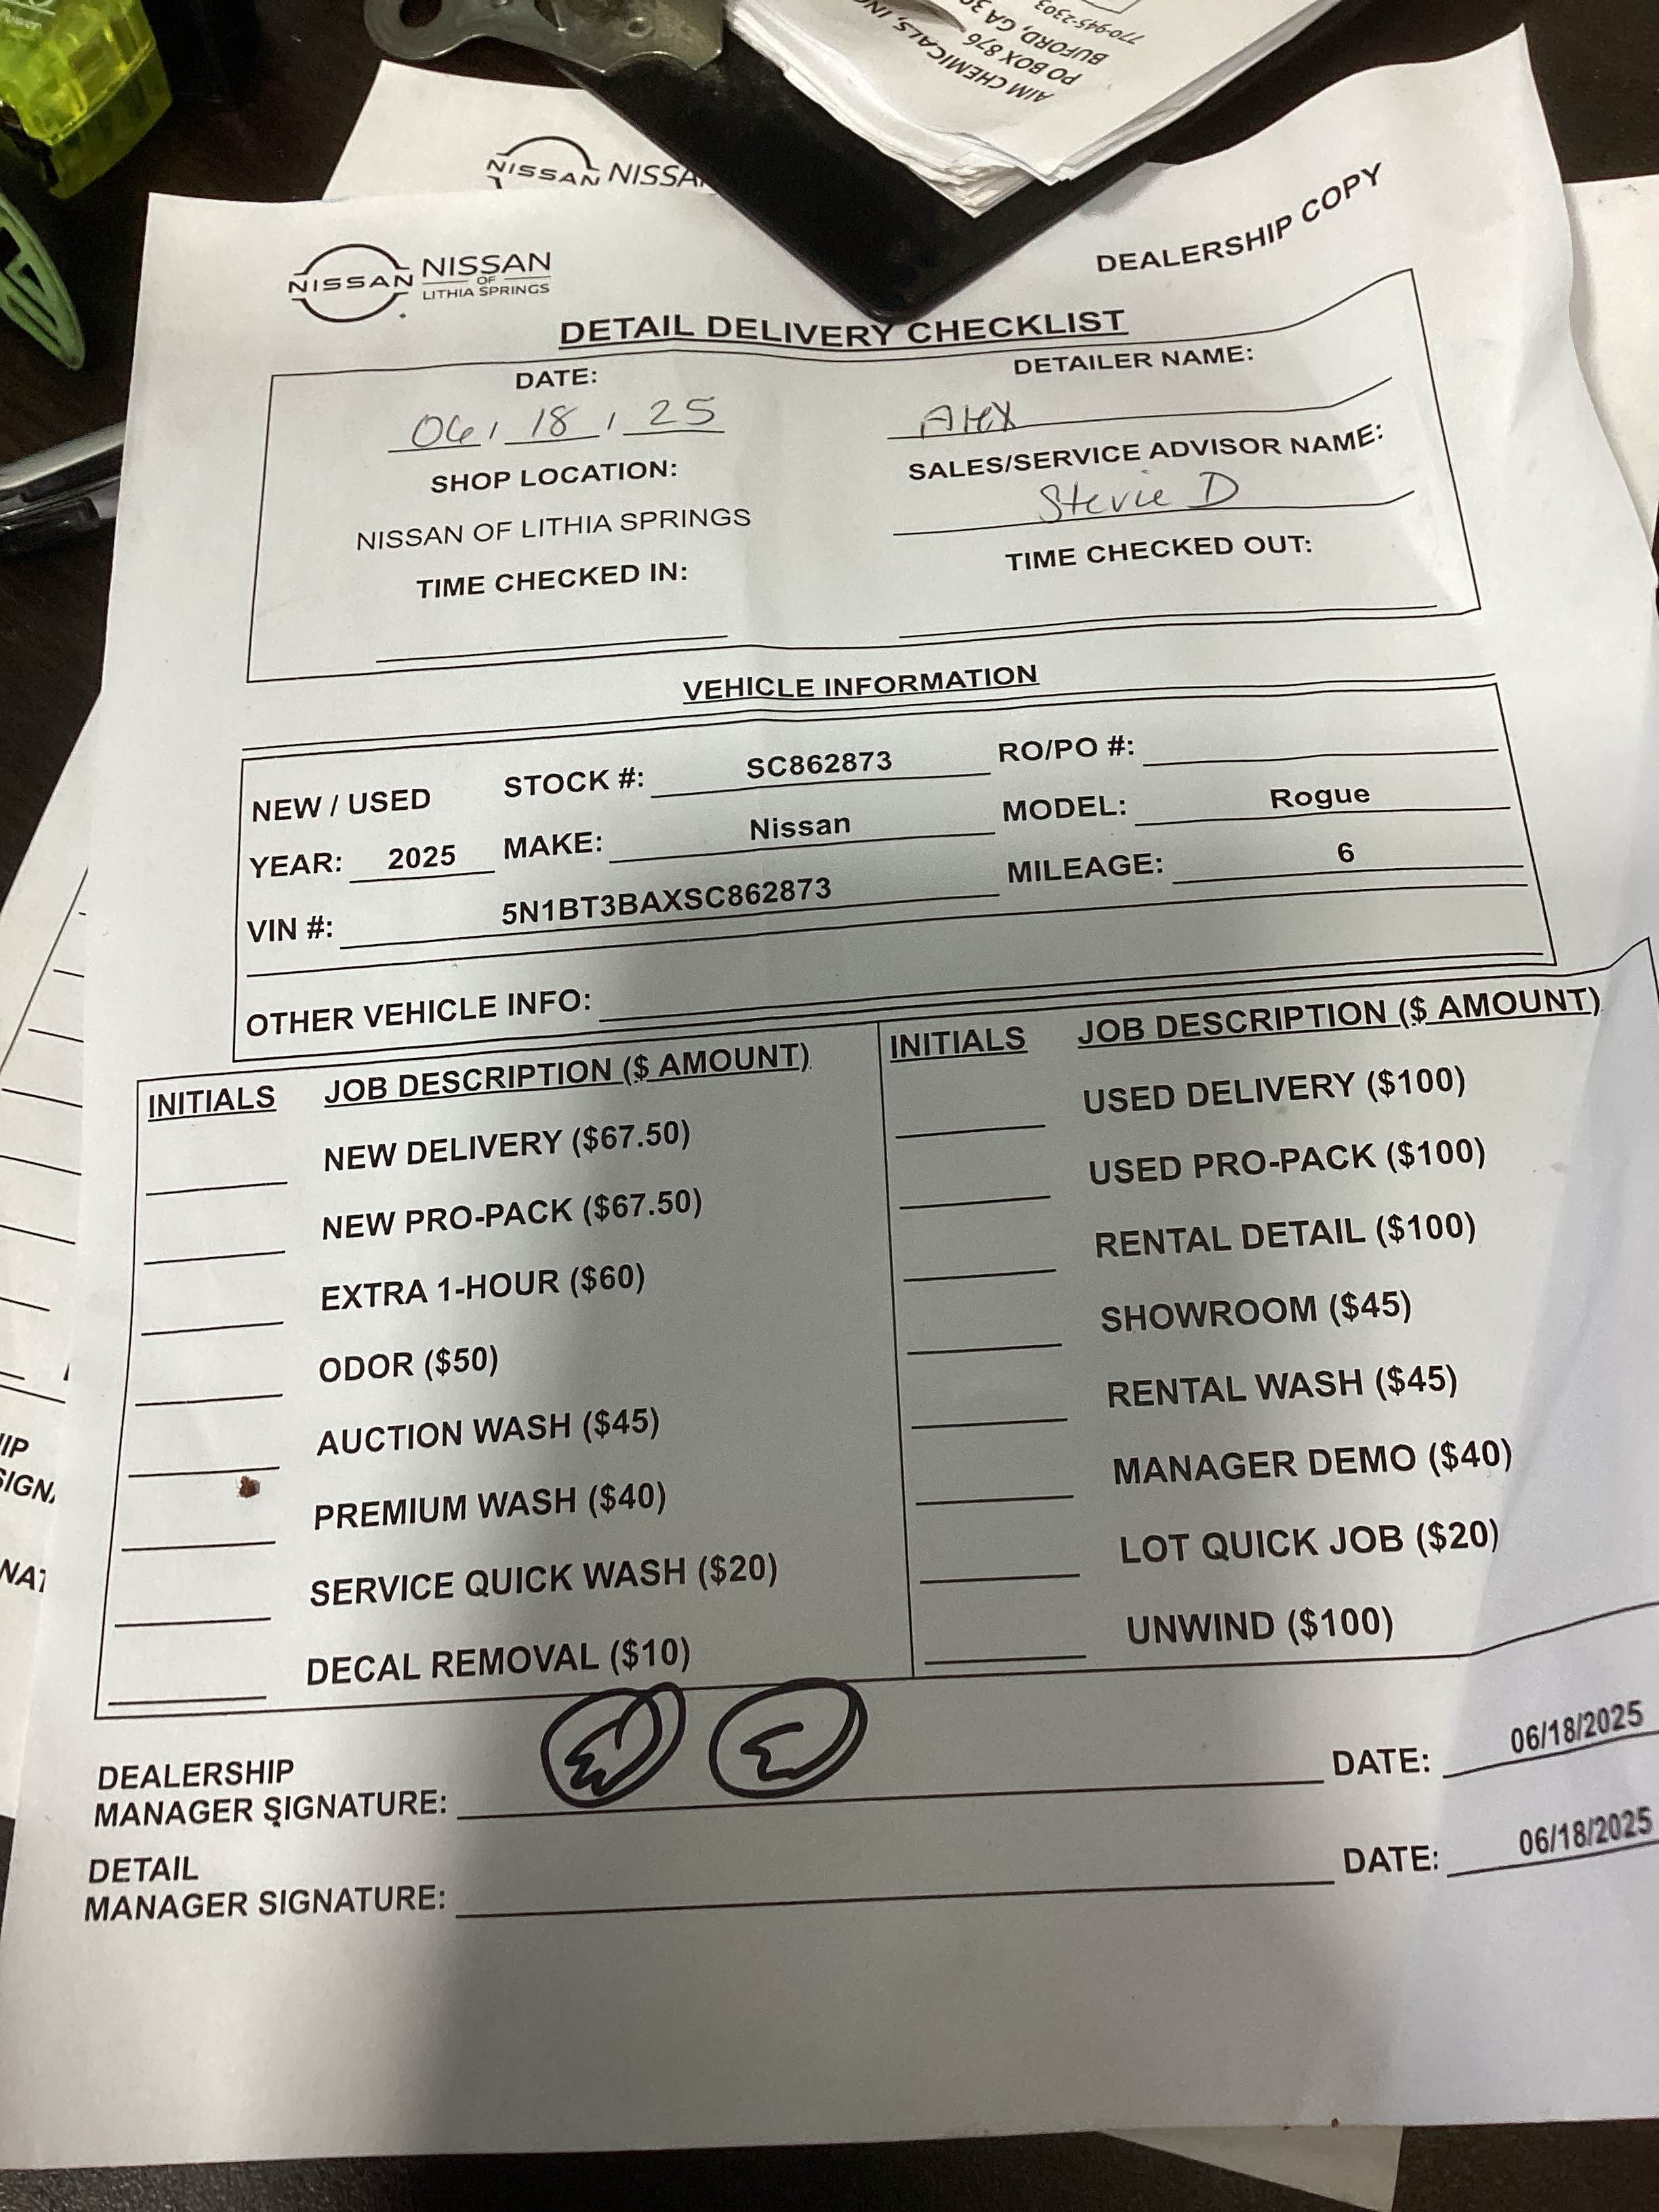 AIM CHEMICALS, INC
PO BOX 876
BUFORD, GA 30
770-945-2303
NISSAN NISSA
DEALERSHIP COPY
NISSAN NISSAN
OF
LITHIA SPRINGS
DETAIL DELIVERY CHECKLIST
DATE: DETAILER NAME:
06, 18, 25 Alex
SHOP LOCATION: SALES/SERVICE ADVISOR NAME:
NISSAN OF LITHIA SPRINGS Stevie D
TIME CHECKED IN: TIME CHECKED OUT:
VEHICLE INFORMATION
NEW / USED STOCK #: SC862873 RO/PO #:
YEAR: 2025 MAKE: Nissan MODEL: Rogue
VIN #: 5N1BT3BAXSC862873 MILEAGE: 6
OTHER VEHICLE INFO:
INITIALS JOB DESCRIPTION ($ AMOUNT) INITIALS JOB DESCRIPTION ($ AMOUNT)
NEW DELIVERY ($67.50) USED DELIVERY ($100)
NEW PRO-PACK ($67.50) USED PRO-PACK ($100)
EXTRA 1-HOUR ($60) RENTAL DETAIL ($100)
ODOR ($50) SHOWROOM ($45)
AUCTION WASH ($45) RENTAL WASH ($45)
PREMIUM WASH ($40) MANAGER DEMO ($40)
SERVICE QUICK WASH ($20) LOT QUICK JOB ($20)
DECAL REMOVAL ($10) UNWIND ($100)
DEALERSHIP
MANAGER SIGNATURE: DATE: 06/18/2025
DETAIL
MANAGER SIGNATURE: DATE: 06/18/2025